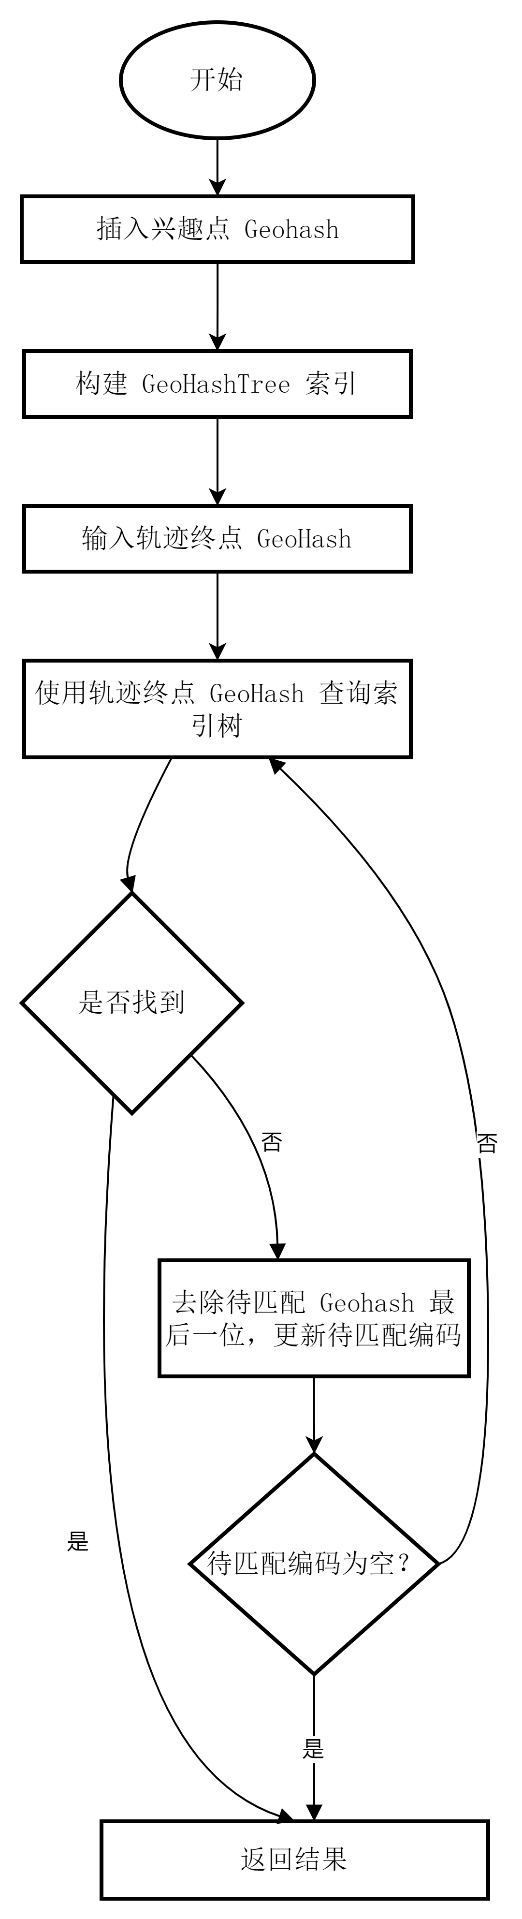 开始
插入兴趣点 Geohash
构建 GeoHashTree 索引
输入轨迹终点 GeoHash
使用轨迹终点 GeoHash 查询索
引树
是否找到
否
否
去除待匹配 Geohash 最
后一位，更新待匹配编码
是
待匹配编码为空？
是
返回结果